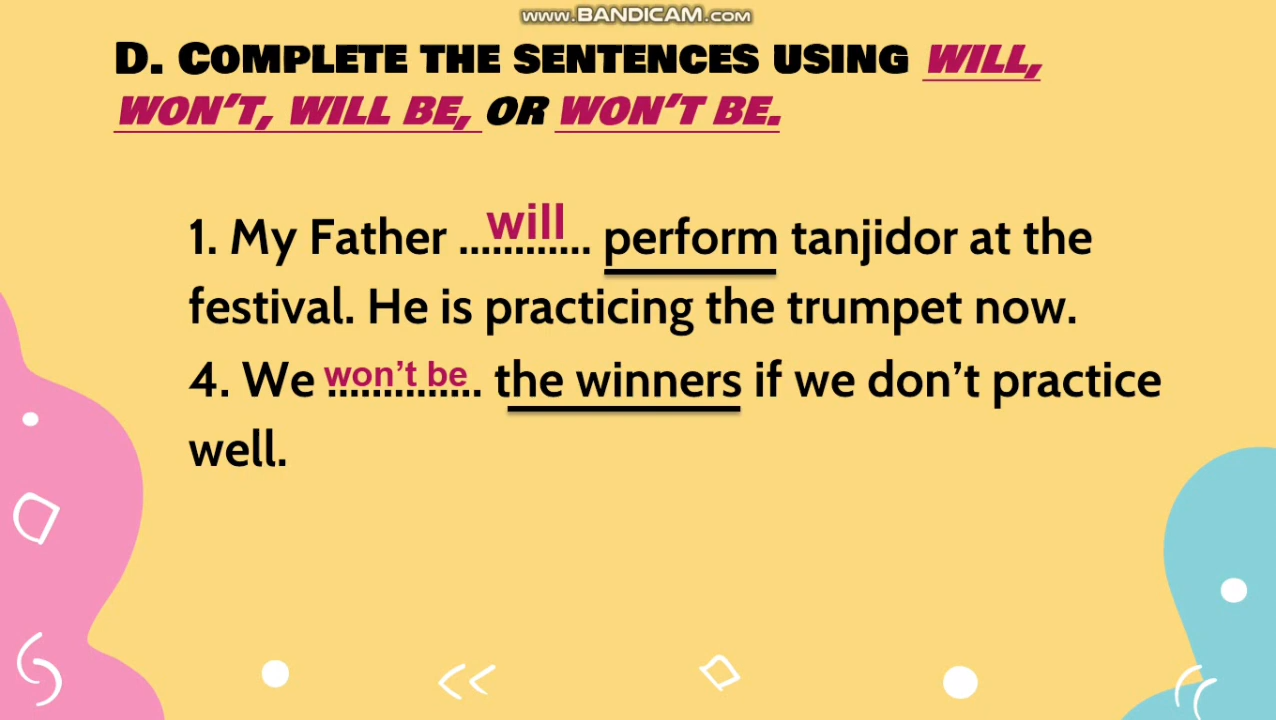 www.BANDICAM.com
D. COMPLETE THE SENTENCES USING WILL,
WON'T, WILL BE, OR WON'T BE.
1. My Father ............ will perform tanjidor at the
festival. He is practicing the trumpet now.
4. We won't be .............. the winners if we don't practice
well.